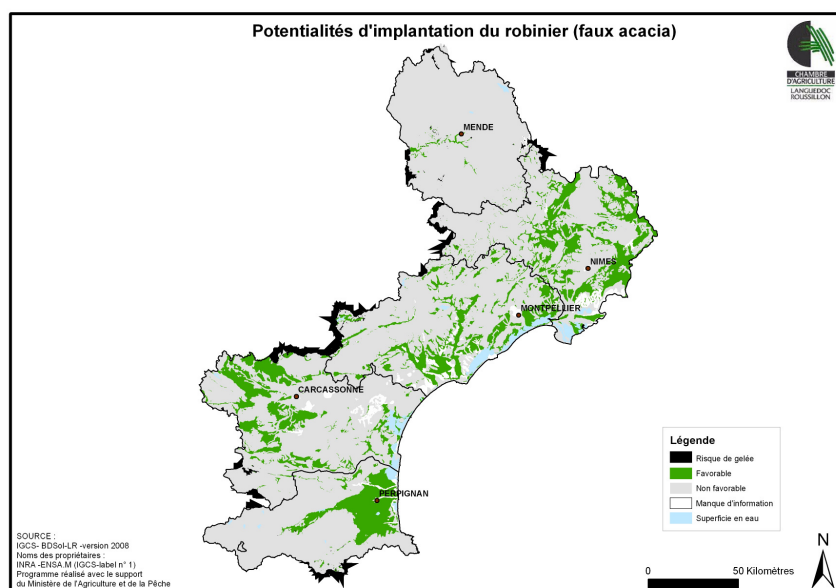 Potentialités d'implantation du robinier (faux acacia)
CHAMBRE
D'AGRICULTURE
LANGUEDOC
ROUSSILLON
MENDE
NIMES
MONTPELLIER
CARCASSONNE
PERPIGNAN
Légende
Risque de gelée
Favorable
Non favorable
Manque d'information
Superficie en eau
SOURCE :
IGCS- BDSol-LR -version 2008
Noms des propriétaires :
INRA -ENSA.M (IGCS-label n° 1)
Programme réalisé avec le support
du Ministère de l'Agriculture et de la Pêche
0 50 Kilomètres
N